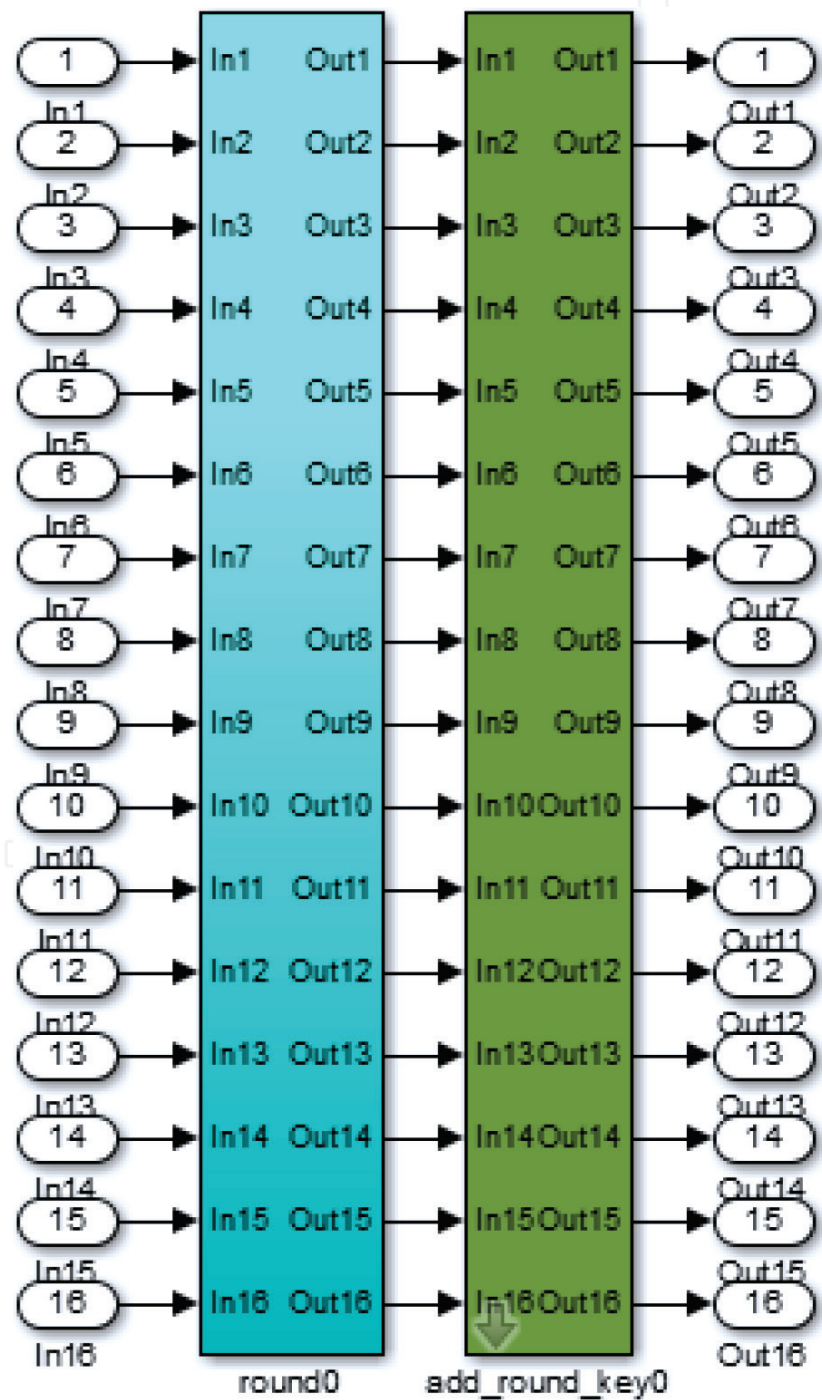 1 In1 Out1 In1 Out1 1
In1 Out1
2 In2 Out2 In2 Out2 2
In2 Out2
3 In3 Out3 In3 Out3 3
In3 Out3
4 In4 Out4 In4 Out4 4
In4 Out4
5 In5 Out5 In5 Out5 5
In5 Out5
6 In6 Out6 In6 Out6 6
In6 Out6
7 In7 Out7 In7 Out7 7
In7 Out7
8 In8 Out8 In8 Out8 8
In8 Out8
9 In9 Out9 In9 Out9 9
In9 Out9
10 In10 Out10 In10 Out10 10
In10 Out10
11 In11 Out11 In11 Out11 11
In11 Out11
12 In12 Out12 In12 Out12 12
In12 Out12
13 In13 Out13 In13 Out13 13
In13 Out13
14 In14 Out14 In14 Out14 14
In14 Out14
15 In15 Out15 In15 Out15 15
In15 Out15
16 In16 Out16 In16 Out16 16
In16 Out16
round0 add_round_key0